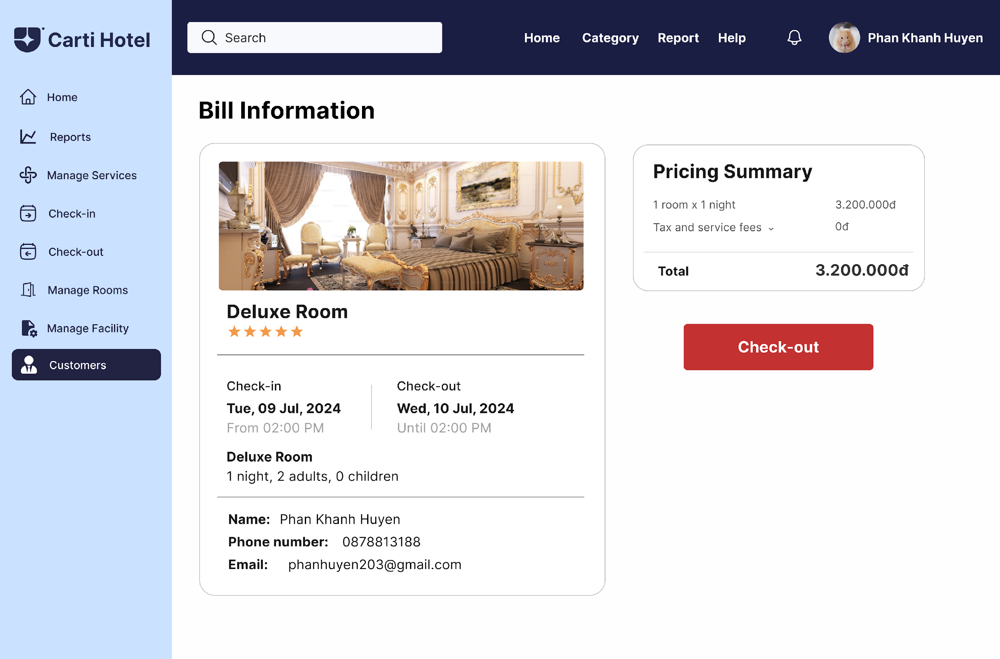 Carti Hotel
Search
Home
Category
Report
Help
Phan Khanh Huyen
Home
Reports
Manage Services
Check-in
Check-out
Manage Rooms
Manage Facility
Customers
Bill Information
Deluxe Room
Check-in
Tue, 09 Jul, 2024
From 02:00 PM
Check-out
Wed, 10 Jul, 2024
Until 02:00 PM
Deluxe Room
1 night, 2 adults, 0 children
Name: Phan Khanh Huyen
Phone number: 0878813188
Email: phanhuyen203@gmail.com
Pricing Summary
1 room x 1 night 3.200.000đ
Tax and service fees 0đ
Total 3.200.000đ
Check-out